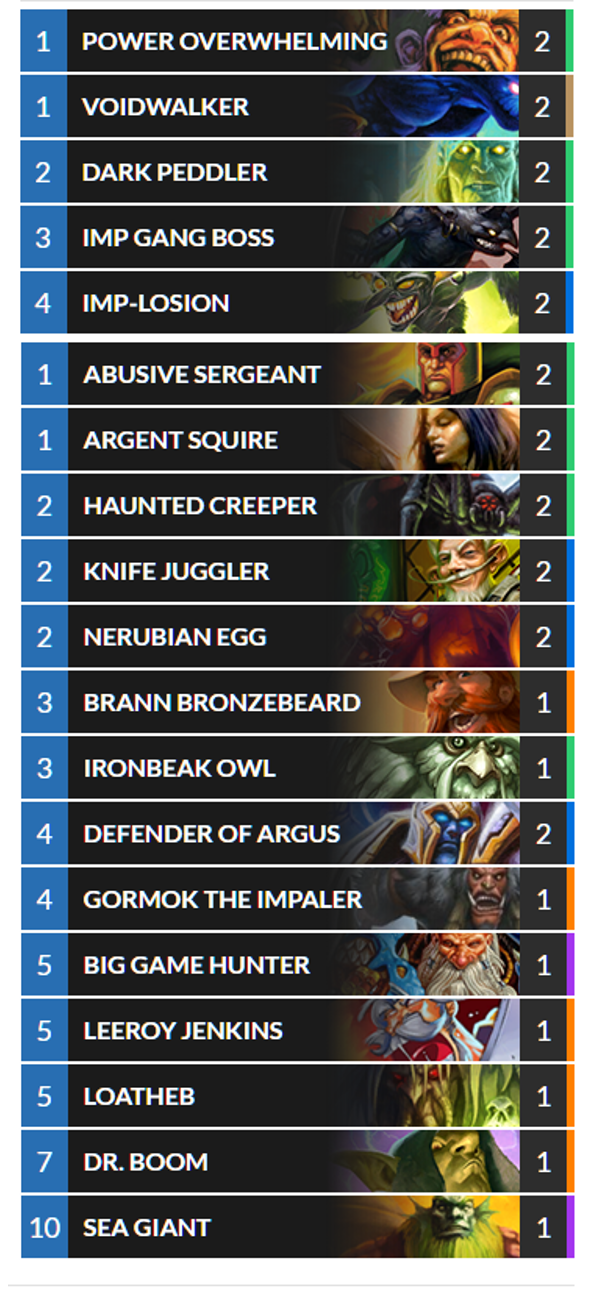 1 POWER OVERWHELMING 2
1 VOIDWALKER 2
2 DARK PEDDLER 2
3 IMP GANG BOSS 2
4 IMP-LOSION 2
1 ABUSIVE SERGEANT 2
1 ARGENT SQUIRE 2
2 HAUNTED CREEPER 2
2 KNIFE JUGGLER 2
2 NERUBIAN EGG 2
3 BRANN BRONZEBEARD 1
3 IRONBEAK OWL 1
4 DEFENDER OF ARGUS 2
4 GORMOK THE IMPALER 1
5 BIG GAME HUNTER 1
5 LEEROY JENKINS 1
5 LOATHEB 1
7 DR. BOOM 1
10 SEA GIANT 1